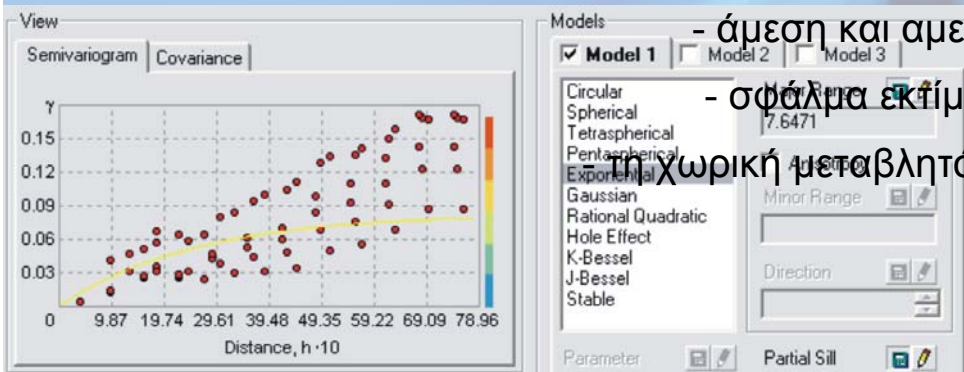 View
Semivariogram
Covariance
γ
0.15
0.12
0.09
0.06
0.03
0 9.87 19.74 29.61 39.48 49.35 59.22 69.09 78.96
Distance, h ·10
Models
Model 1
Model 2
Model 3
- άμεση και αμε
- σφάλμα εκτίμ
- τη χωρική μεταβλητό
Circular
Spherical
Tetraspherical
Pentaspherical
Exponential
Gaussian
Rational Quadratic
Hole Effect
K-Bessel
J-Bessel
Stable
Major Range
7.6471
Anisotropy
Minor Range
Direction
Parameter
Partial Sill